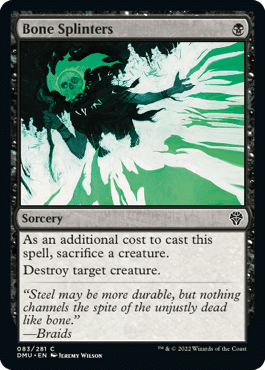 Bone Splinters
Sorcery
As an additional cost to cast this
spell, sacrifice a creature.
Destroy target creature.
“Steel may be more durable, but nothing
channels the spite of the unjustly dead
like bone.”
—Braids
083/281 C
DMU • EN Jeremy Wilson
™ & © 2022 Wizards of the Coast